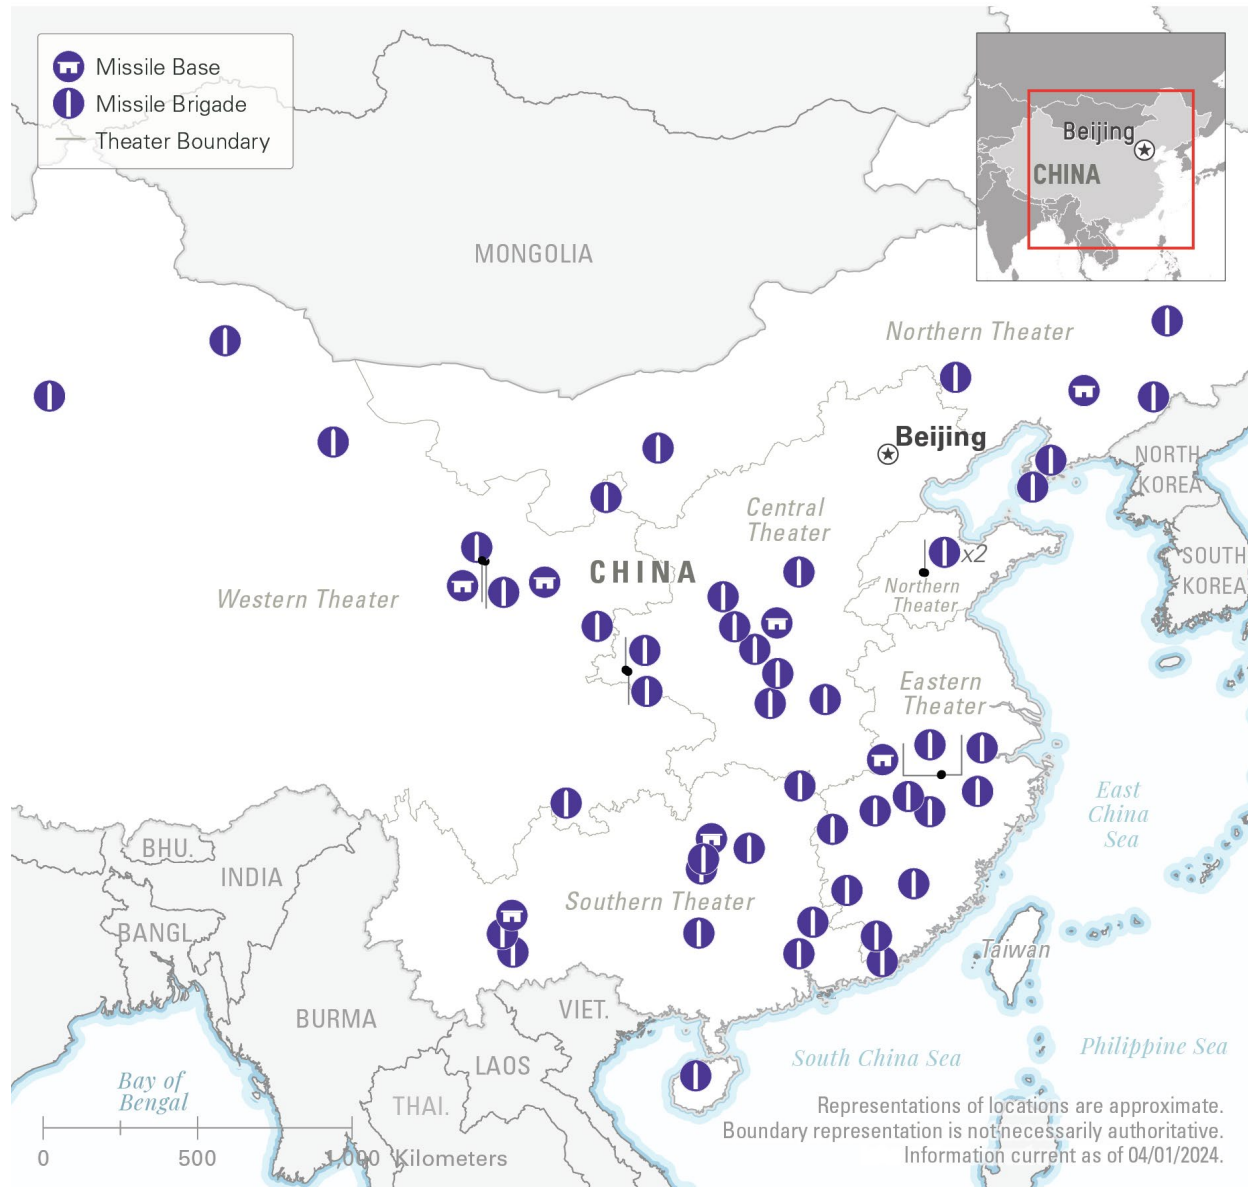 Missile Base
Missile Brigade
Theater Boundary
Beijing
CHINA
MONGOLIA
Northern Theater
Beijing
NORTH
KOREA
Central
Theater
x2
SOUTH
KOREA
CHINA
Western Theater
Northern
Theater
Eastern
Theater
East
China
Sea
BHU.
INDIA
Southern Theater
BANGL.
Taiwan
BURMA
VIET.
LAOS
South China Sea
Philippine Sea
Bay of
Bengal
THAI.
Representations of locations are approximate.
Boundary representation is not necessarily authoritative.
Information current as of 04/01/2024.
0 500 1,000 Kilometers